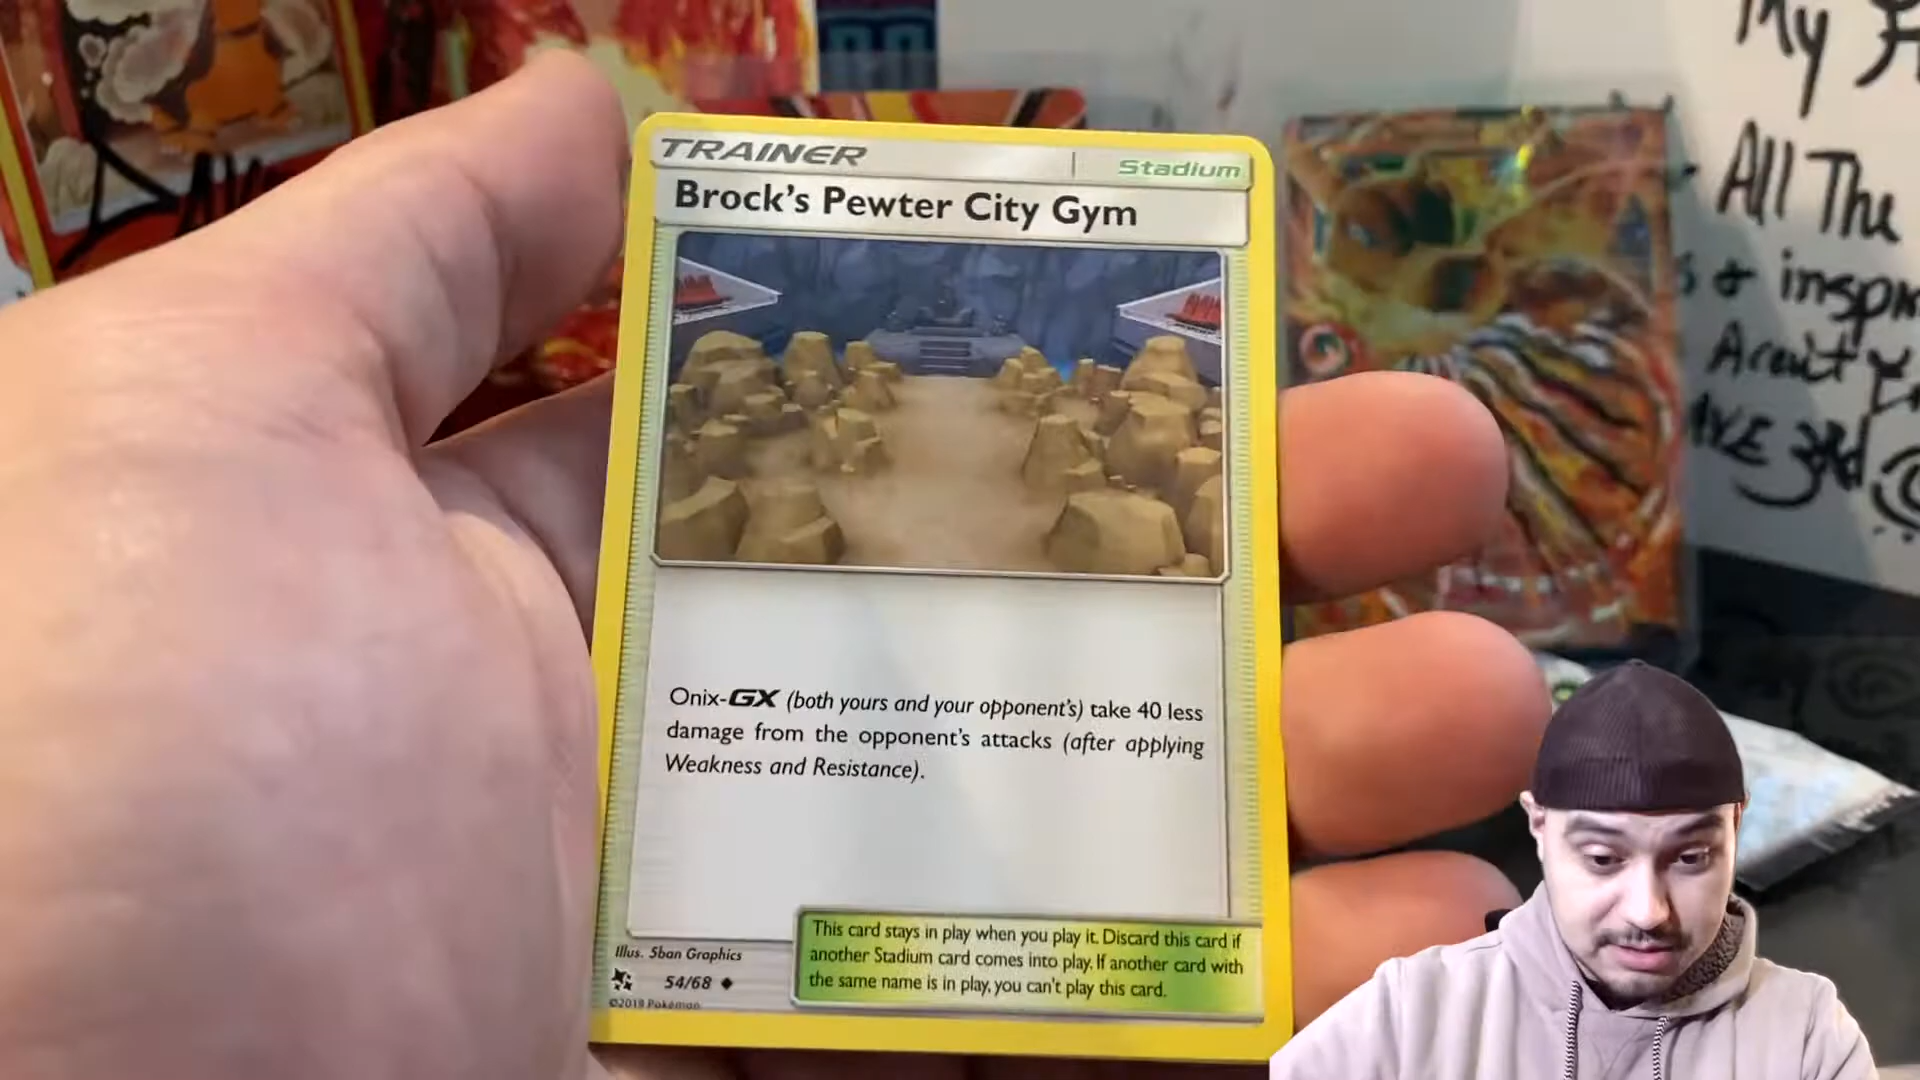 TRAINER
Stadium
Brock's Pewter City Gym
Onix-GX (both yours and your opponent's) take 40 less
damage from the opponent's attacks (after applying
Weakness and Resistance).
This card stays in play when you play it. Discard this card if
another Stadium card comes into play. If another card with
the same name is in play, you can't play this card.
Illus. 5ban Graphics
54/68
©2019 Pokémon
My
All The
& inspir